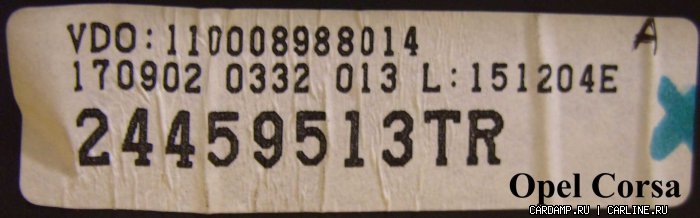 VDO:110008988014
A
170902 0332 013 L:151204E
24459513TR
Opel Corsa
CARDAMP.RU | CARLINE.RU